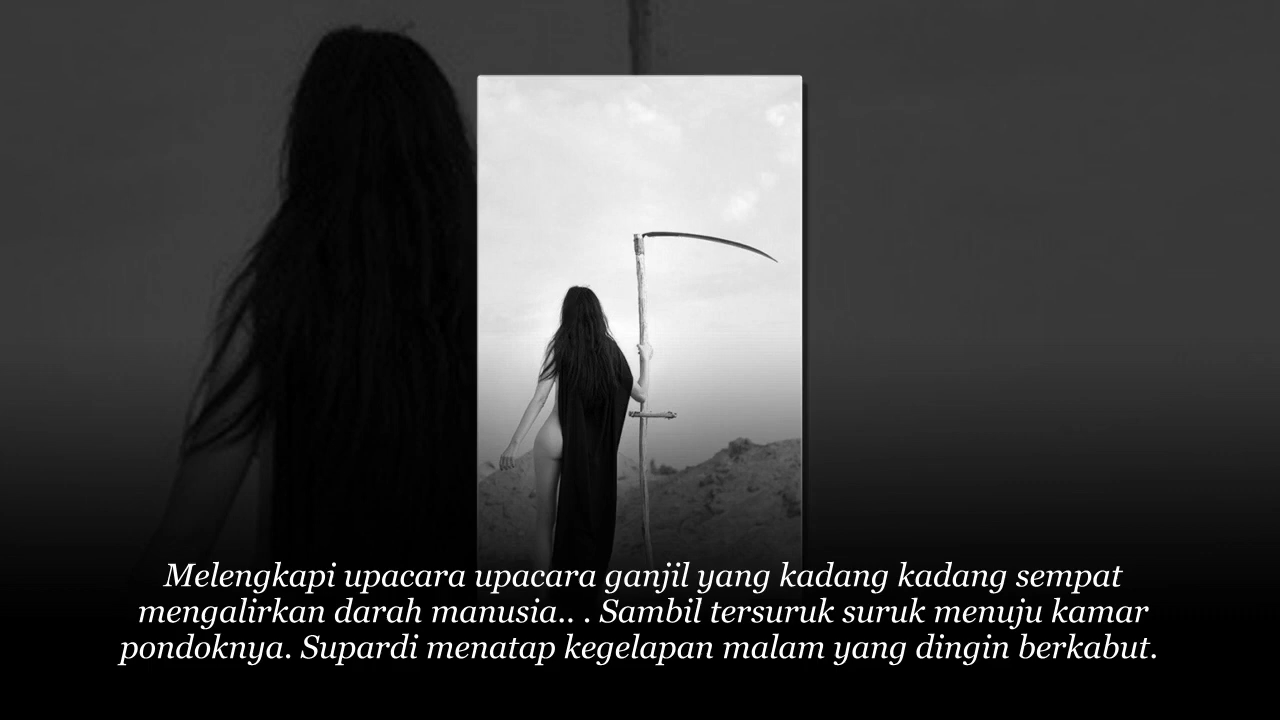 Melengkapi upacara upacara ganjil yang kadang kadang sempat
mengalirkan darah manusia.. . Sambil tersuruk suruk menuju kamar
pondoknya. Supardi menatap kegelapan malam yang dingin berkabut.